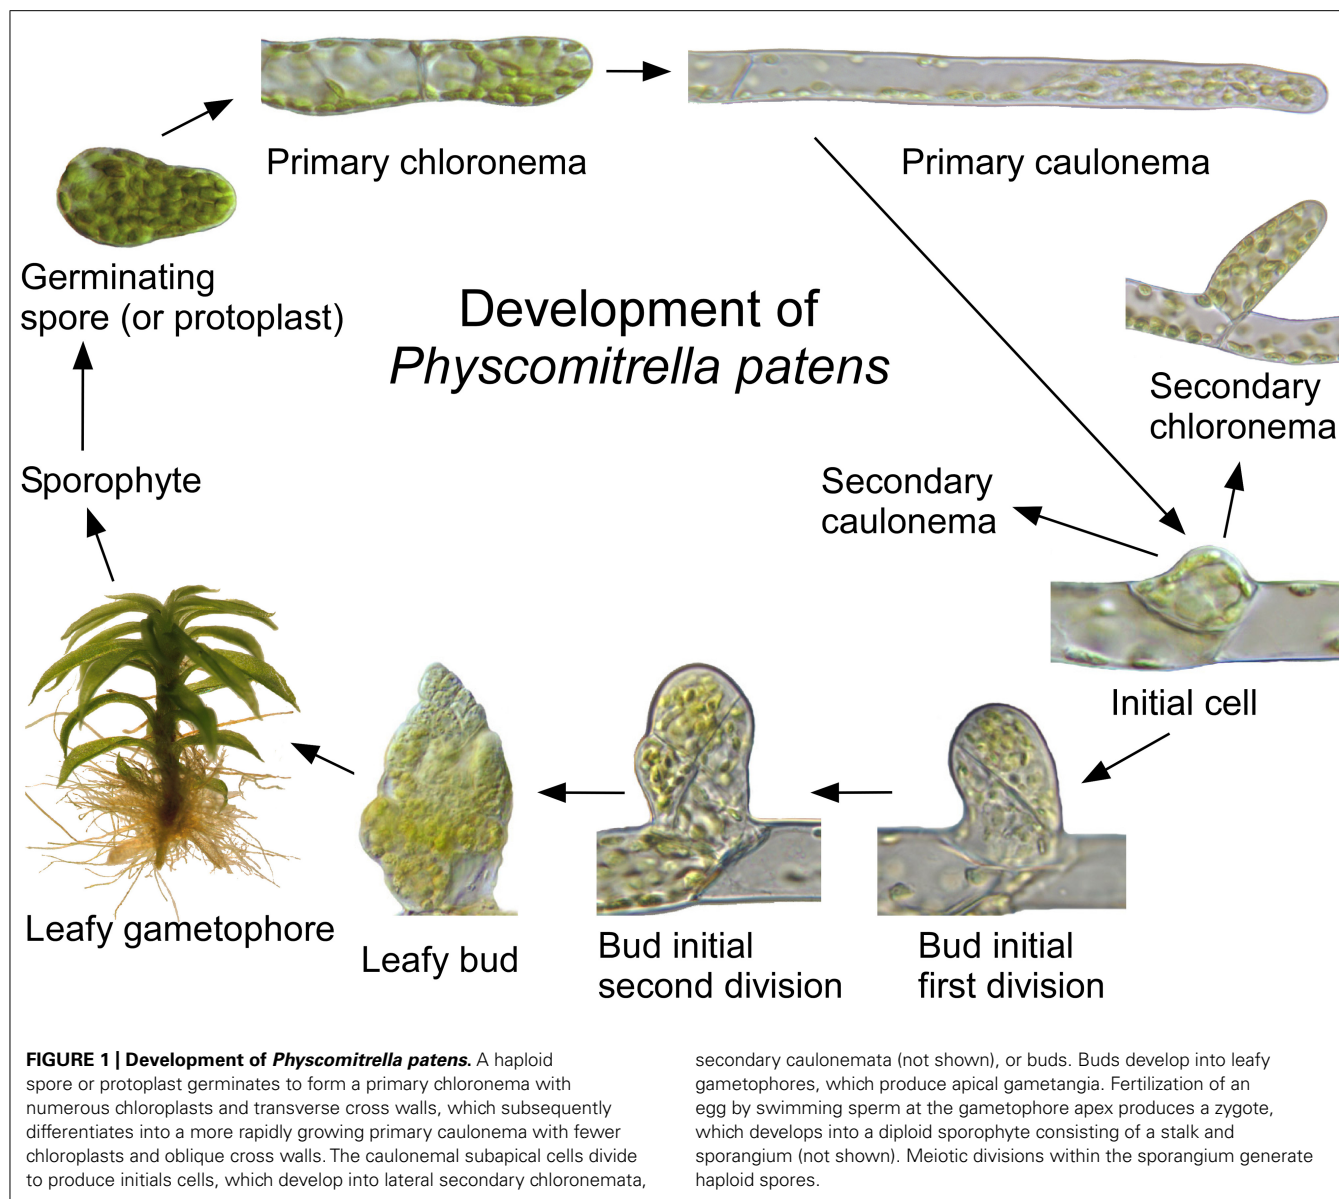 Primary chloronema
Primary caulonema
Germinating
spore (or protoplast)
Development of
Physcomitrella patens
Secondary
chloronema
Sporophyte
Secondary
caulonema
Initial cell
Leafy gametophore
Leafy bud
Bud initial
second division
Bud initial
first division
FIGURE 1 | Development of Physcomitrella patens. A haploid
spore or protoplast germinates to form a primary chloronema with
numerous chloroplasts and transverse cross walls, which subsequently
differentiates into a more rapidly growing primary caulonema with fewer
chloroplasts and oblique cross walls. The caulonemal subapical cells divide
to produce initials cells, which develop into lateral secondary chloronemata,
secondary caulonemata (not shown), or buds. Buds develop into leafy
gametophores, which produce apical gametangia. Fertilization of an
egg by swimming sperm at the gametophore apex produces a zygote,
which develops into a diploid sporophyte consisting of a stalk and
sporangium (not shown). Meiotic divisions within the sporangium generate
haploid spores.